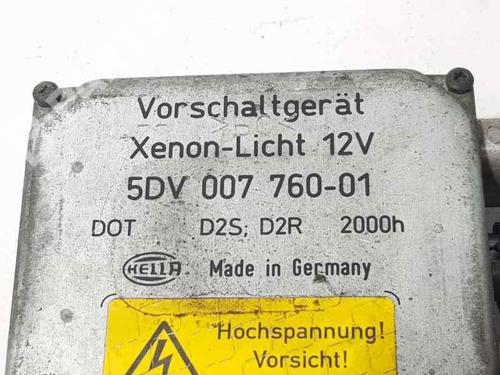 Vorschaltgerät
Xenon-Licht 12V
5DV 007 760-01
DOT D2S; D2R 2000h
HELLA Made in Germany
Hochspannung!
Vorsicht!